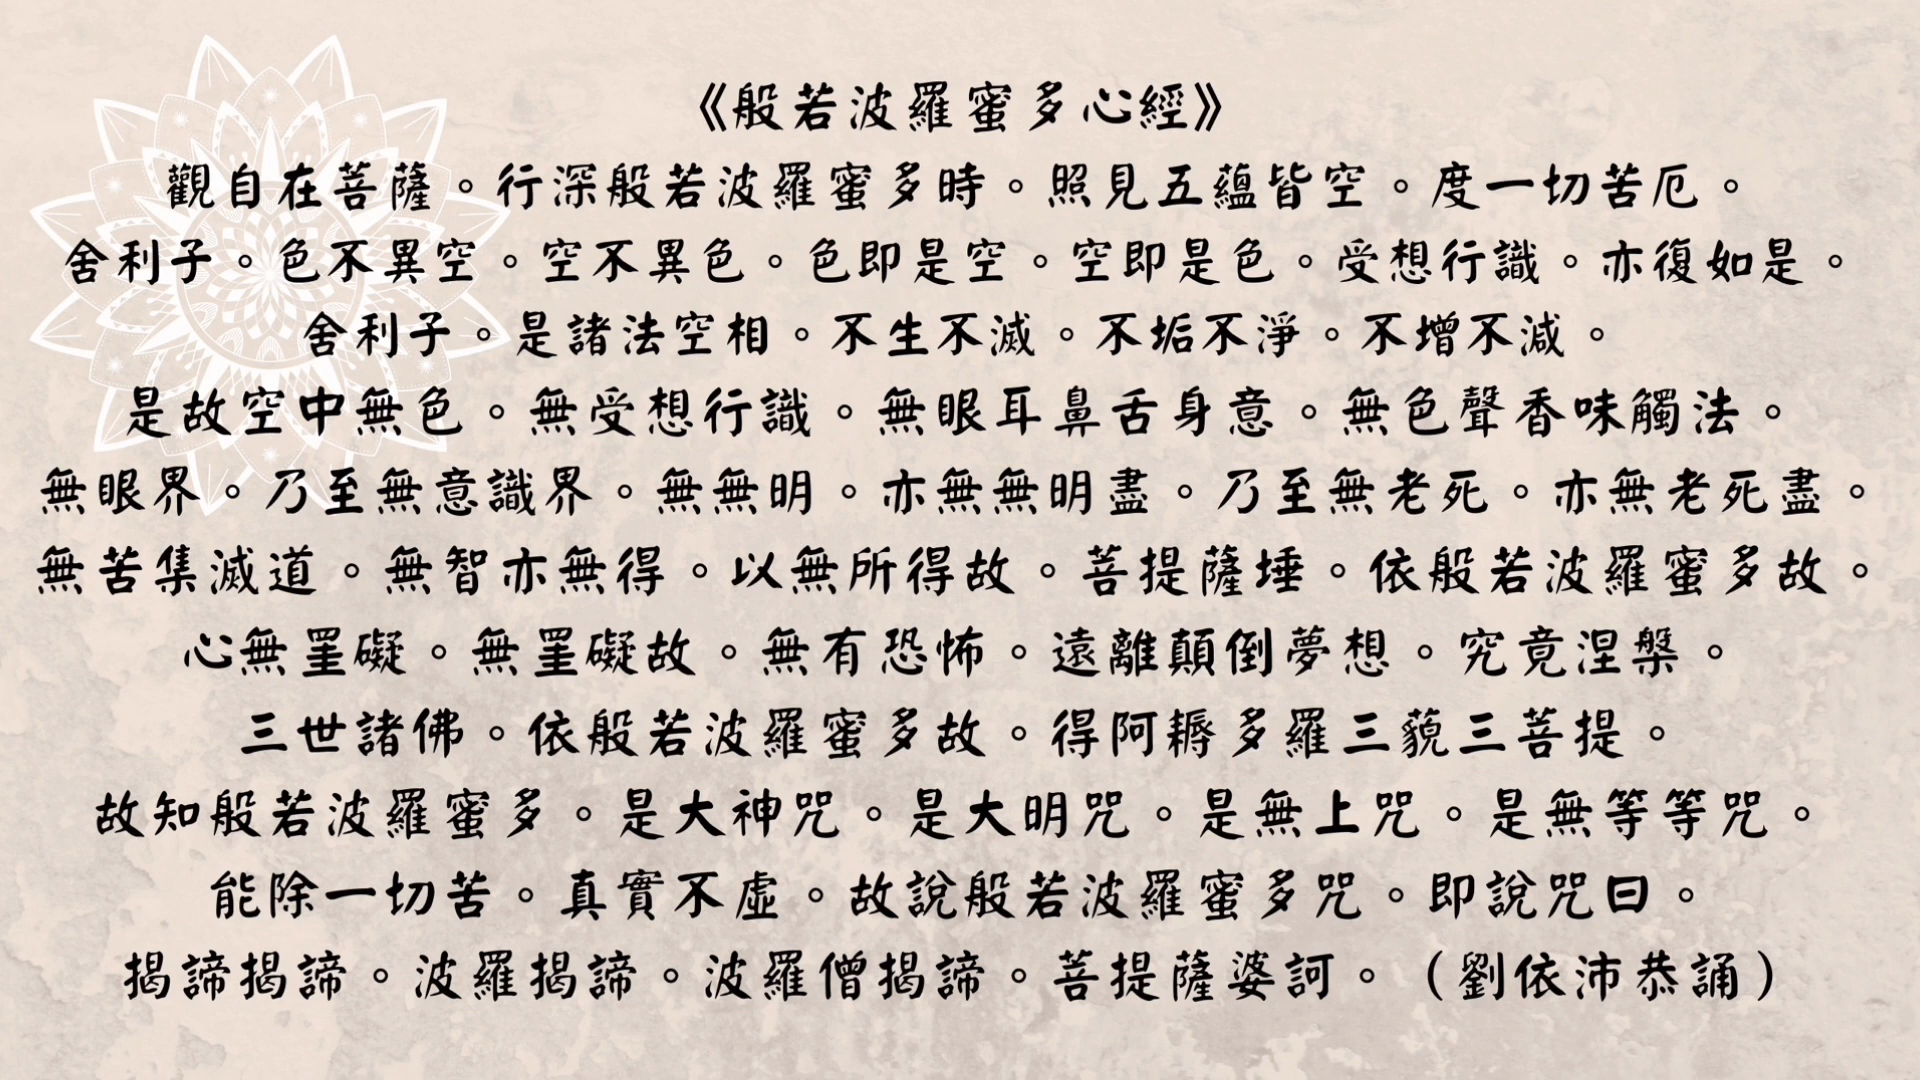 《般若波羅蜜多心經》
觀自在菩薩。行深般若波羅蜜多時。照見五蘊皆空。度一切苦厄。
舍利子。色不異空。空不異色。色即是空。空即是色。受想行識。亦復如是。
舍利子。是諸法空相。不生不滅。不垢不淨。不增不減。
是故空中無色。無受想行識。無眼耳鼻舌身意。無色聲香味觸法。
無眼界。乃至無意識界。無無明。亦無無明盡。乃至無老死。亦無老死盡。
無苦集滅道。無智亦無得。以無所得故。菩提薩埵。依般若波羅蜜多故。
心無罣礙。無罣礙故。無有恐怖。遠離顛倒夢想。究竟涅槃。
三世諸佛。依般若波羅蜜多故。得阿耨多羅三藐三菩提。
故知般若波羅蜜多。是大神咒。是大明咒。是無上咒。是無等等咒。
能除一切苦。真實不虛。故說般若波羅蜜多咒。即說咒曰。
揭諦揭諦。波羅揭諦。波羅僧揭諦。菩提薩婆訶。（劉依沛恭誦）